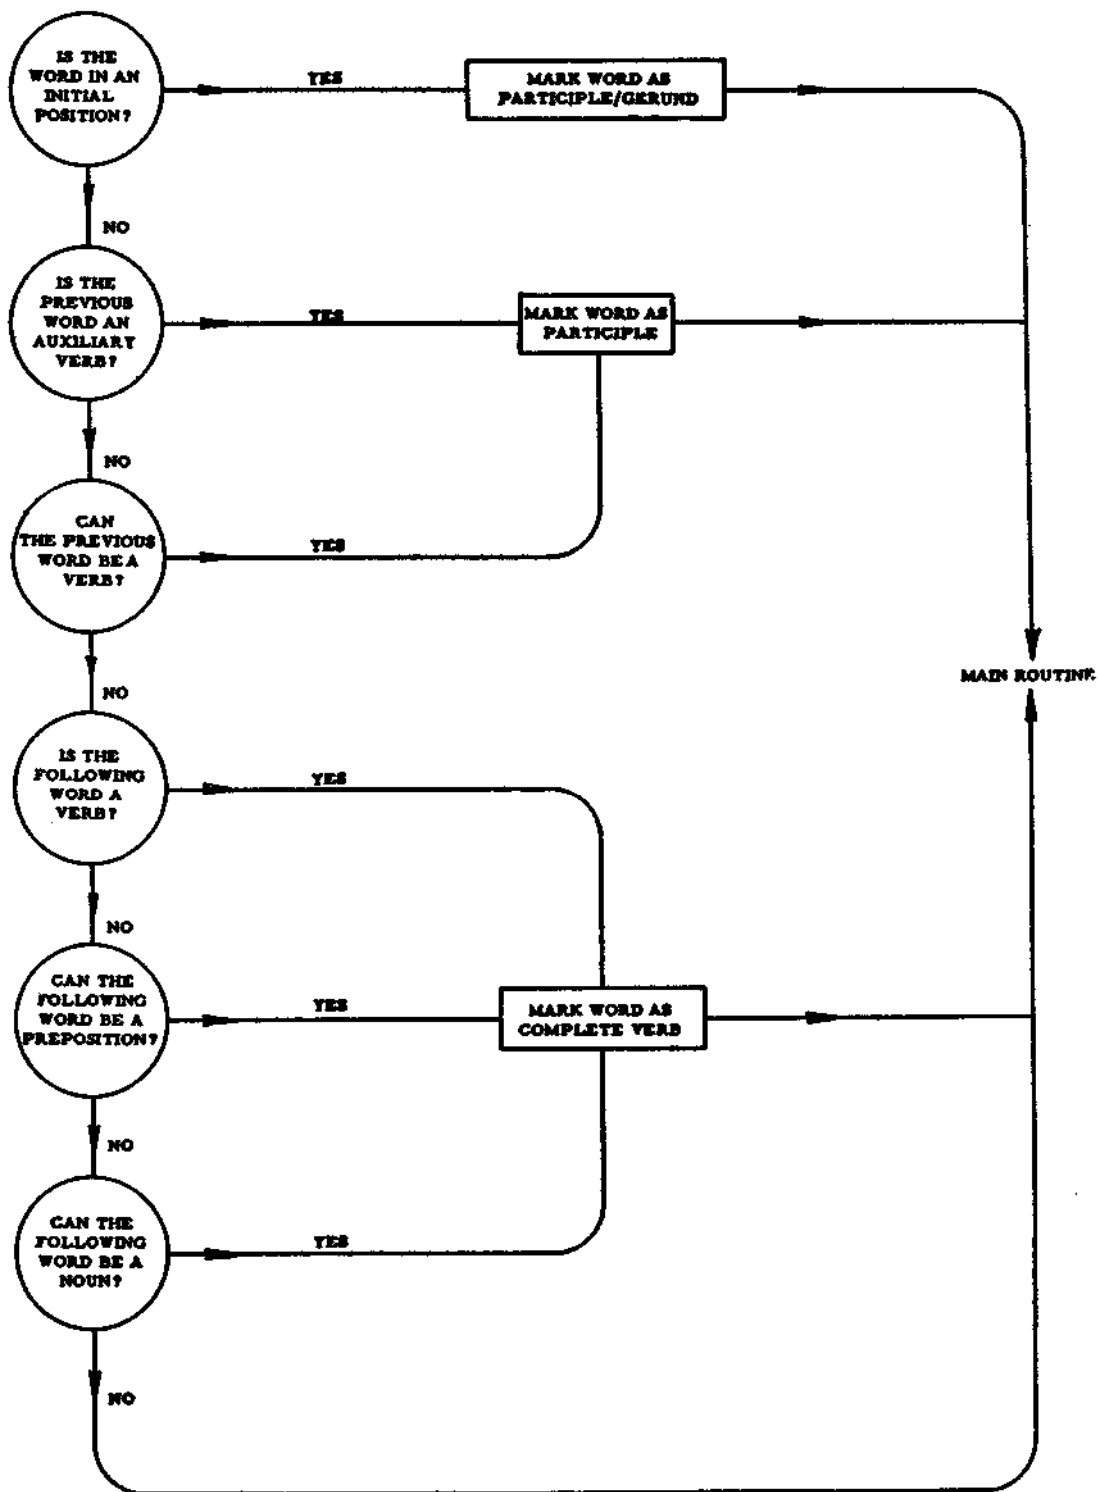 IS THE
WORD IN AN
INITIAL
POSITION?
YES
MARK WORD AS
PARTICIPLE/GERUND
NO
IS THE
PREVIOUS
WORD AN
AUXILIARY
VERB?
YES
MARK WORD AS
PARTICIPLE
NO
CAN
THE PREVIOUS
WORD BE A
VERB?
YES
NO
MAIN ROUTINE
IS THE
FOLLOWING
WORD A
VERB?
YES
NO
CAN THE
FOLLOWING
WORD BE A
PREPOSITION?
YES
MARK WORD AS
COMPLETE VERB
NO
CAN THE
FOLLOWING
WORD BE A
NOUN?
YES
NO